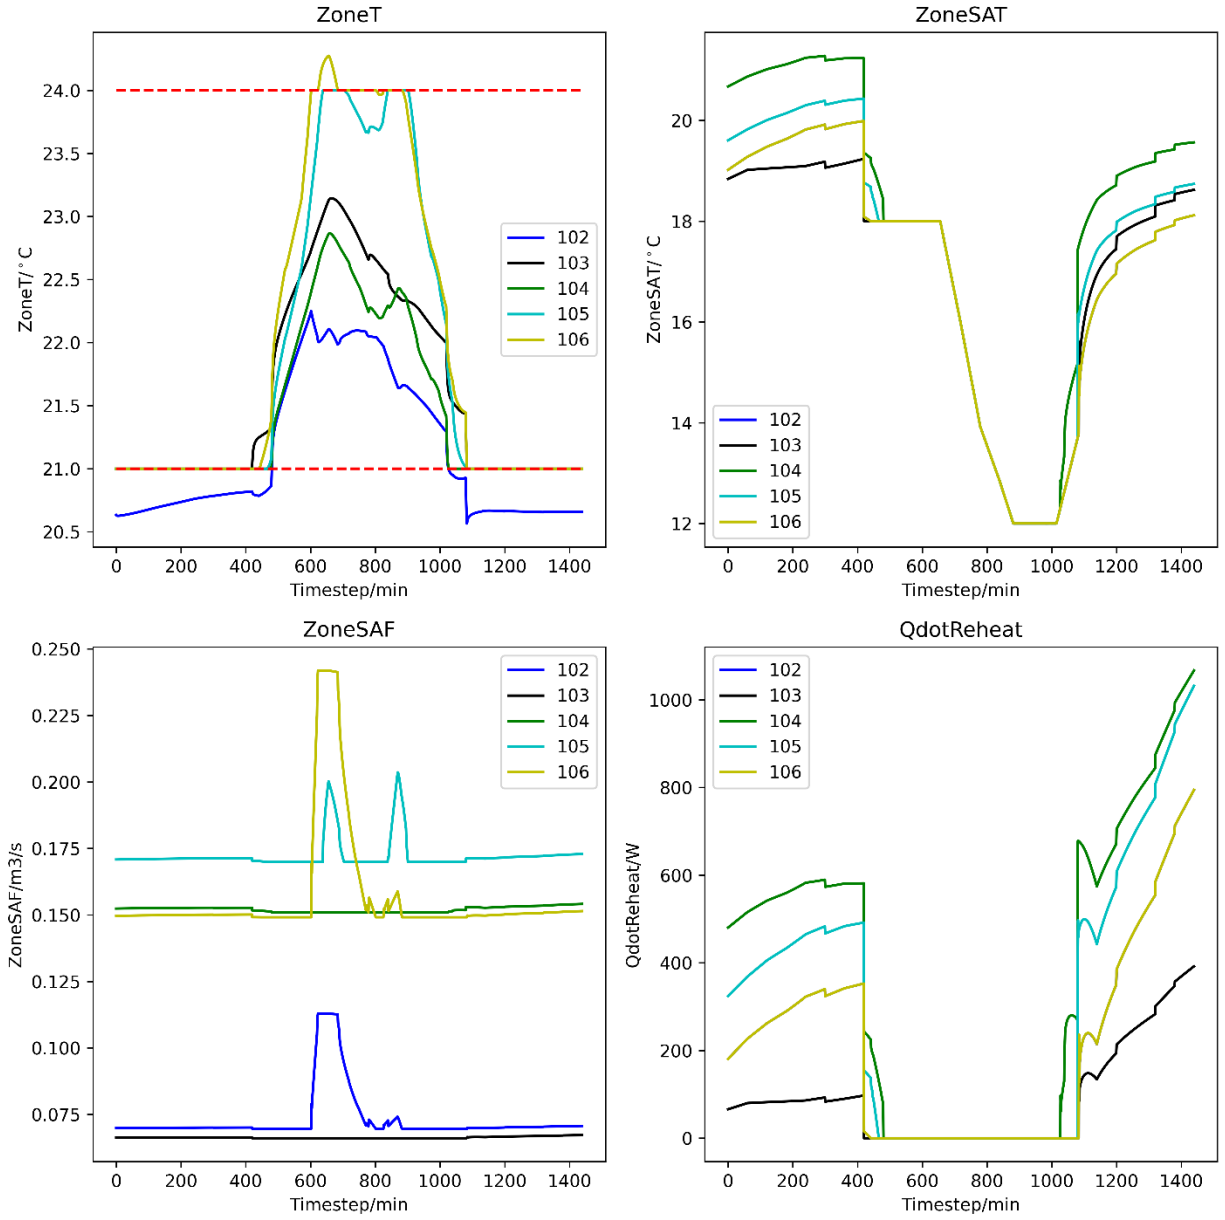 ZoneT
ZoneT/°C
24.0
23.5
23.0
22.5
22.0
21.5
21.0
20.5
102
103
104
105
106
0 200 400 600 800 1000 1200 1400
Timestep/min
ZoneSAT
ZoneSAT/°C
20
18
16
14
12
102
103
104
105
106
0 200 400 600 800 1000 1200 1400
Timestep/min
ZoneSAF
ZoneSAF/m3/s
0.250
0.225
0.200
0.175
0.150
0.125
0.100
0.075
102
103
104
105
106
0 200 400 600 800 1000 1200 1400
Timestep/min
QdotReheat
QdotReheat/W
1000
800
600
400
200
0
102
103
104
105
106
0 200 400 600 800 1000 1200 1400
Timestep/min